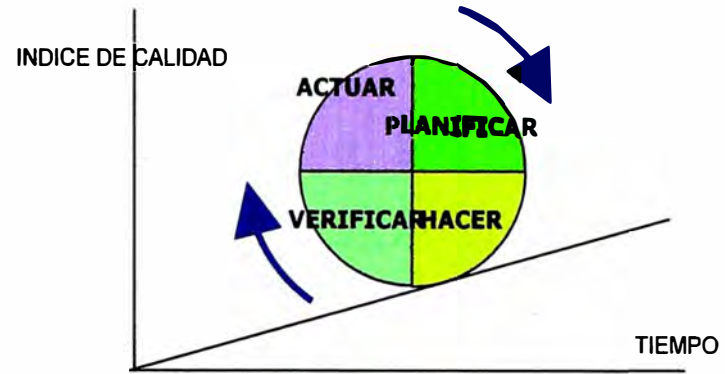 INDICE DE CALIDAD
ACTUAR
PLANIFICAR
VERIFICAR
HACER
TIEMPO